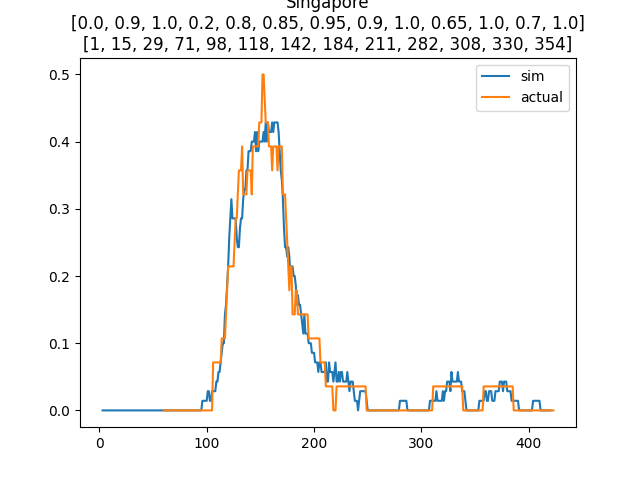 Singapore
[0.0, 0.9, 1.0, 0.2, 0.8, 0.85, 0.95, 0.9, 1.0, 0.65, 1.0, 0.7, 1.0]
[1, 15, 29, 71, 98, 118, 142, 184, 211, 282, 308, 330, 354]
sim
actual
0.5
0.4
0.3
0.2
0.1
0.0
0 100 200 300 400